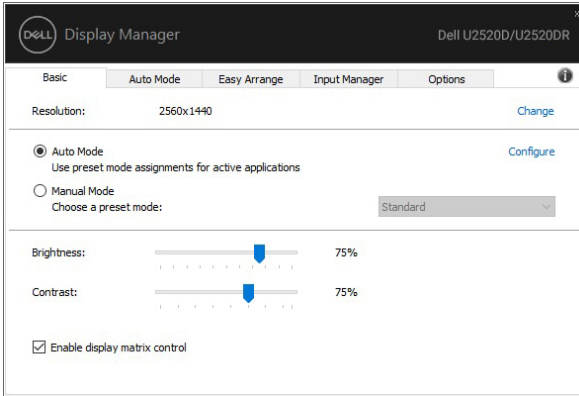 DELL Display Manager Dell U2520D/U2520DR
Basic Auto Mode Easy Arrange Input Manager Options
Resolution: 2560x1440 Change
Auto Mode Configure
Use preset mode assignments for active applications
Manual Mode
Choose a preset mode: Standard
Brightness: 75%
Contrast: 75%
Enable display matrix control